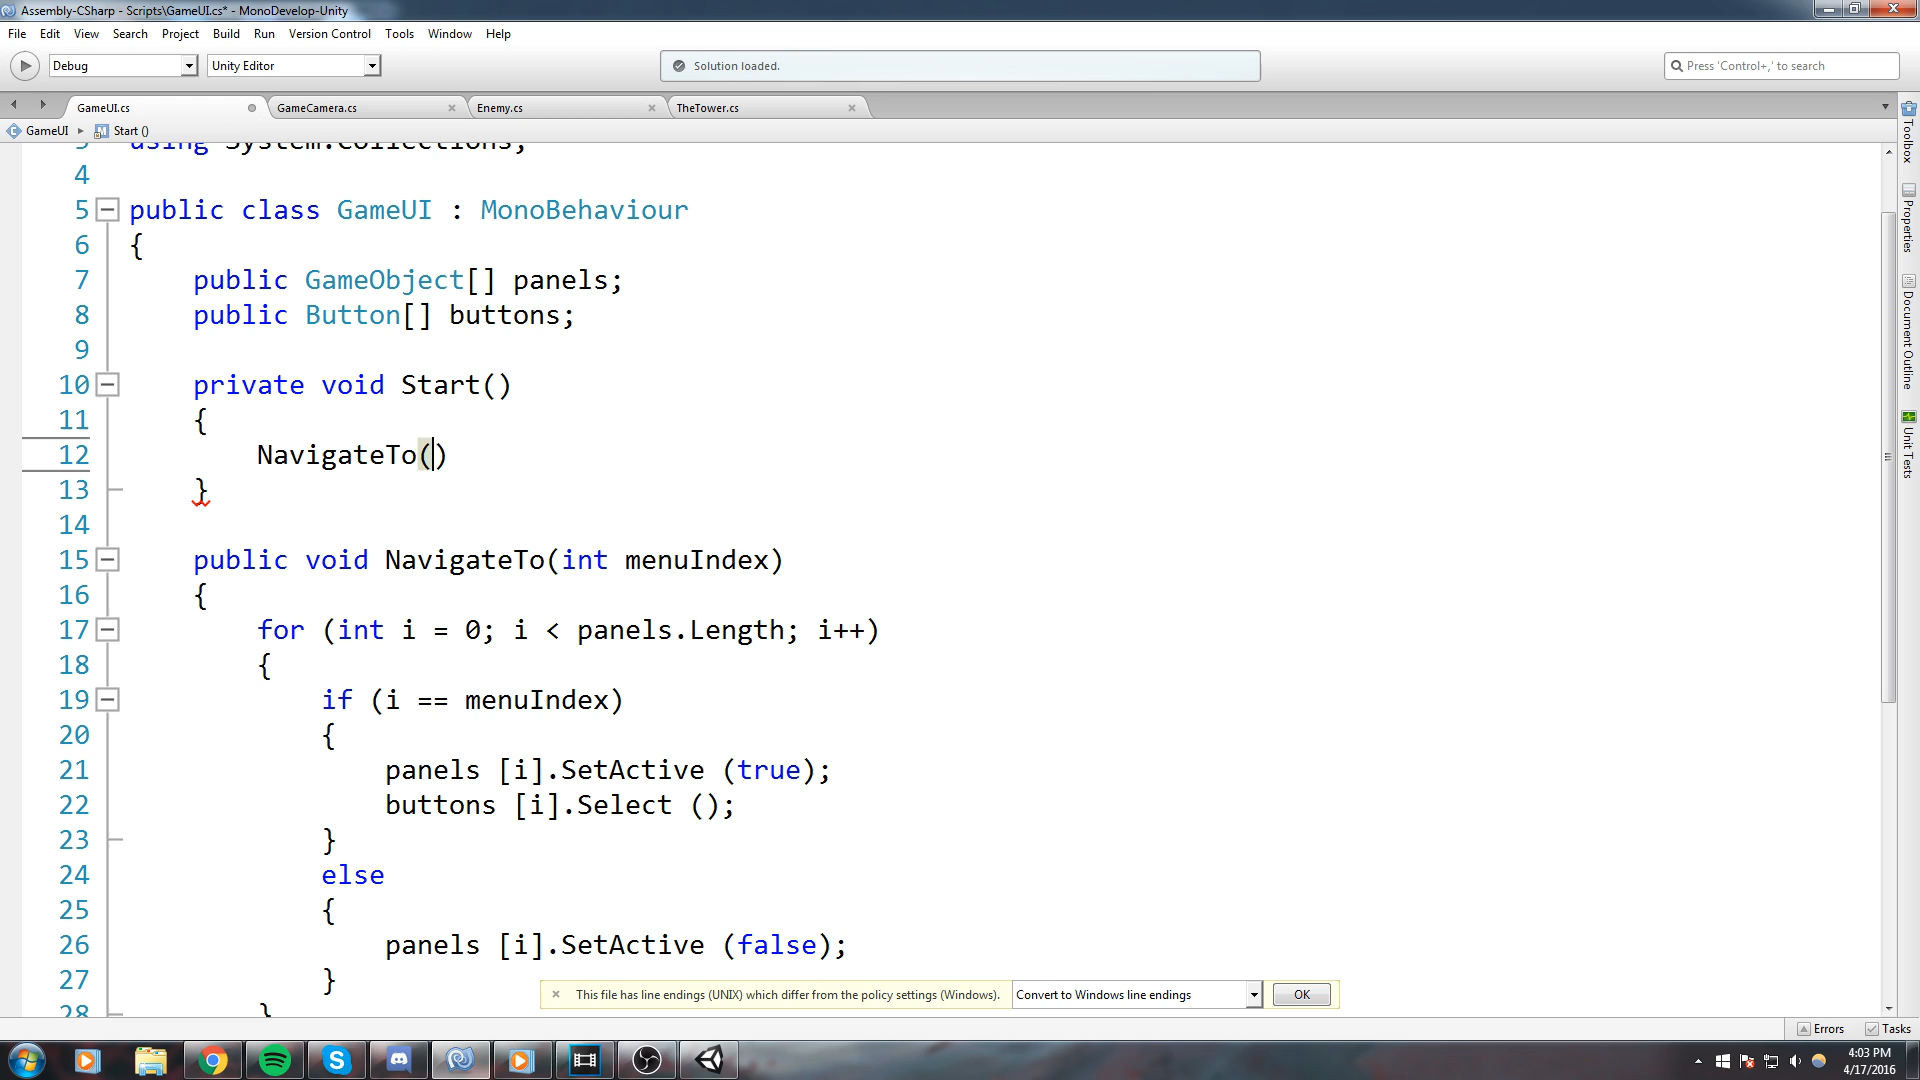 Assembly-CSharp - Scripts\GameUI.cs* - MonoDevelop-Unity
File Edit View Search Project Build Run Version Control Tools Window Help
Debug Unity Editor Solution loaded. Press 'Control+,' to search
GameUI.cs GameCamera.cs Enemy.cs TheTower.cs
GameUI Start ()
3 using System.Collections;
4
5 public class GameUI : MonoBehaviour
6 {
7 public GameObject[] panels;
8 public Button[] buttons;
9
10 private void Start()
11 {
12 NavigateTo()
13 }
14
15 public void NavigateTo(int menuIndex)
16 {
17 for (int i = 0; i < panels.Length; i++)
18 {
19 if (i == menuIndex)
20 {
21 panels [i].SetActive (true);
22 buttons [i].Select ();
23 }
24 else
25 {
26 panels [i].SetActive (false);
27 }
28 }
This file has line endings (UNIX) which differ from the policy settings (Windows). Convert to Windows line endings OK
Toolbox
Properties
Document Outline
Unit Tests
Errors Tasks
4:03 PM
4/17/2016